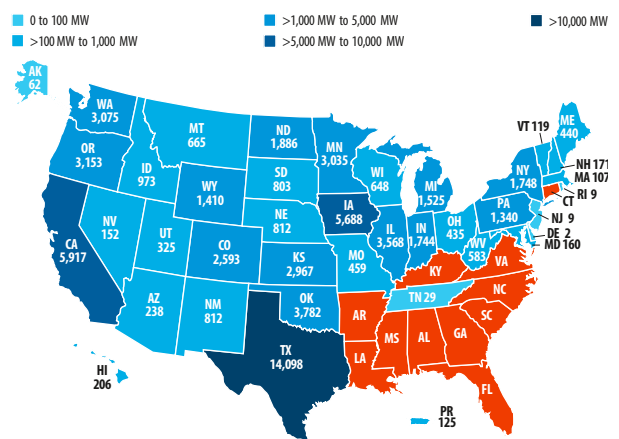 0 to 100 MW
>1,000 MW to 5,000 MW
>10,000 MW
>100 MW to 1,000 MW
>5,000 MW to 10,000 MW
AK
62
WA
3,075
OR
3,153
CA
5,917
ID
973
NV
152
MT
665
WY
1,410
UT
325
AZ
238
CO
2,593
NM
812
ND
1,886
SD
803
NE
812
KS
2,967
OK
3,782
TX
14,098
MN
3,035
IA
5,688
MO
459
AR
LA
WI
648
IL
3,568
MI
1,525
IN
1,744
OH
435
KY
TN 29
MS
AL
GA
FL
SC
NC
VA
WV
583
PA
1,340
NY
1,748
VT 119
ME
440
NH 171
MA 107
RI 9
CT
NJ 9
DE 2
MD 160
HI
206
PR
125